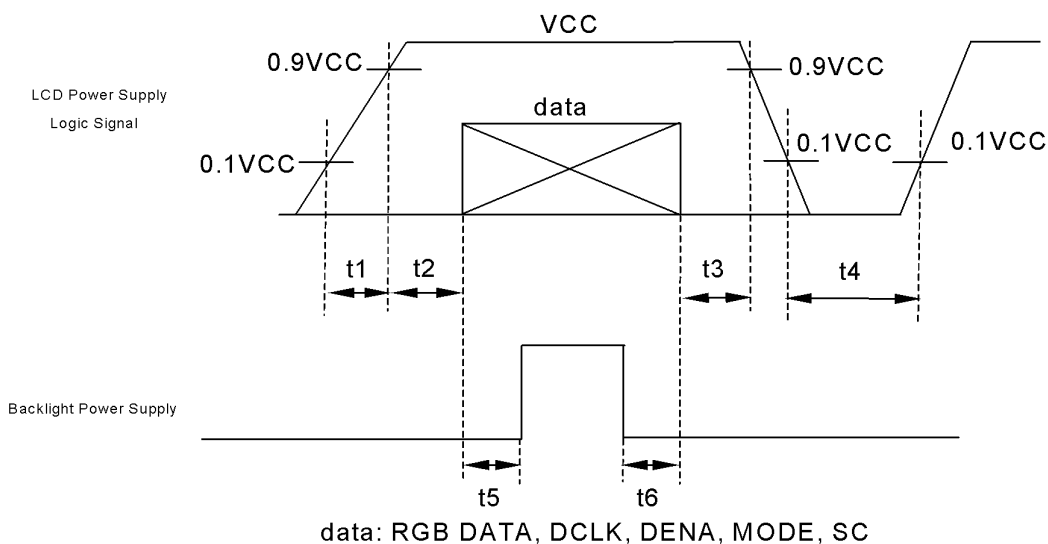 VCC
0.9VCC
0.9VCC
LCD Power Supply
Logic Signal
data
0.1VCC
0.1VCC
0.1VCC
t1
t2
t3
t4
Backlight Power Supply
t5
t6
data: RGB DATA, DCLK, DENA, MODE, SC